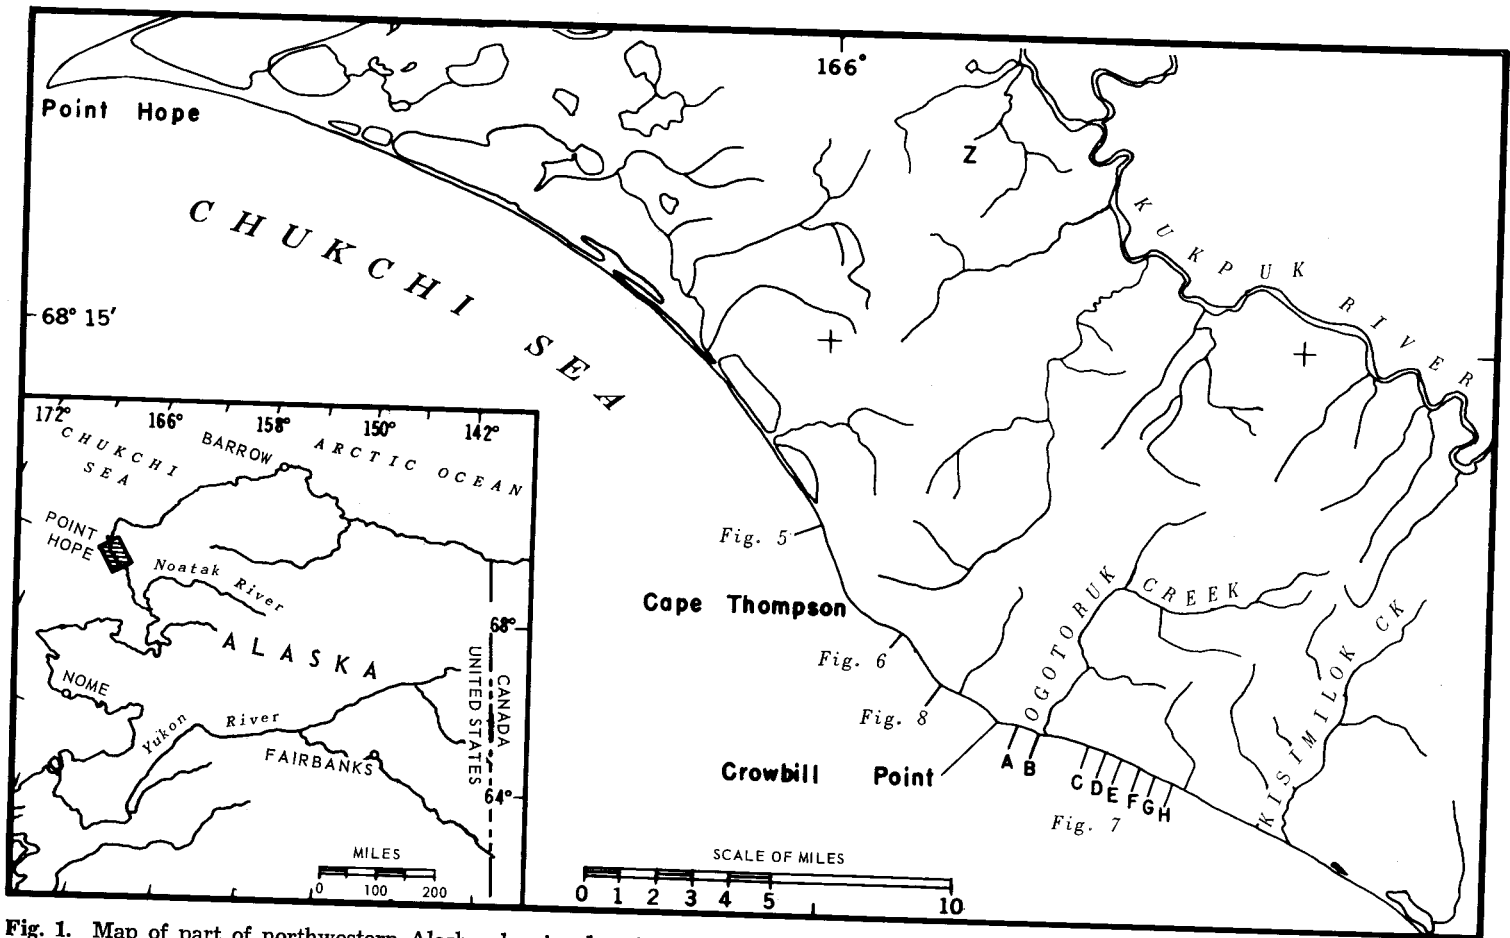 166°
Point Hope
Z
CHUKCHI SEA
KUKPUK RIVER
68° 15′
172° 166° 158° 150° 142°
CHUKCHI SEA
BARROW
ARCTIC OCEAN
POINT
HOPE
Noatak River
ALASKA
68°
UNITED STATES
CANADA
NOME
Yukon River
FAIRBANKS
64°
MILES
0 100 200
Fig. 5
Cape Thompson
Fig. 6
Fig. 8
OGOTORUK CREEK
KISIMILOK CK
Crowbill Point
A B C D E F G H
Fig. 7
SCALE OF MILES
0 1 2 3 4 5 10
Fig. 1. Map of part of northwestern